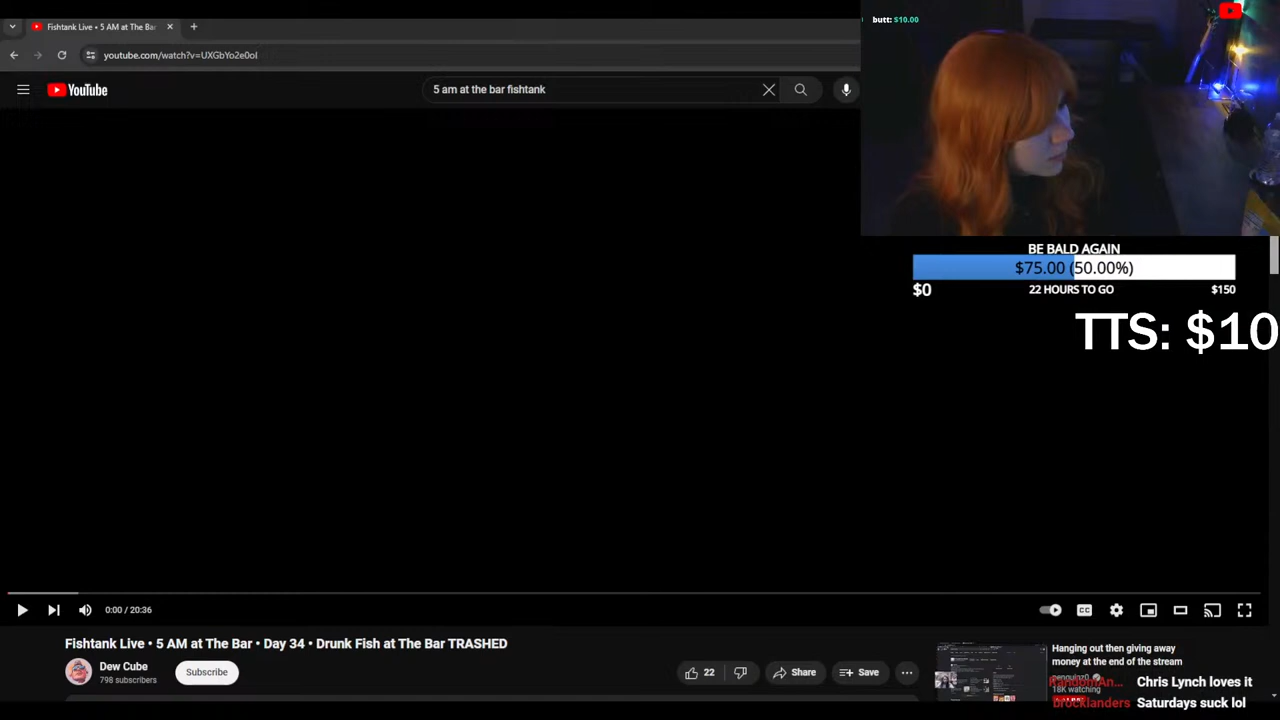 Fishtank Live • 5 AM at The Bar
youtube.com/watch?v=UXGbYo2e0oI
YouTube
5 am at the bar fishtank
butt: $10.00
BE BALD AGAIN
$75.00 (50.00%)
$0 22 HOURS TO GO $150
TTS: $10
0:00 / 20:36
CC
Fishtank Live • 5 AM at The Bar • Day 34 • Drunk Fish at The Bar TRASHED
Dew Cube
798 subscribers
Subscribe
22
Share
Save
Hanging out then giving away
money at the end of the stream
penguinz0
18K watching
RandomAn... Chris Lynch loves it
brocklanders Saturdays suck lol